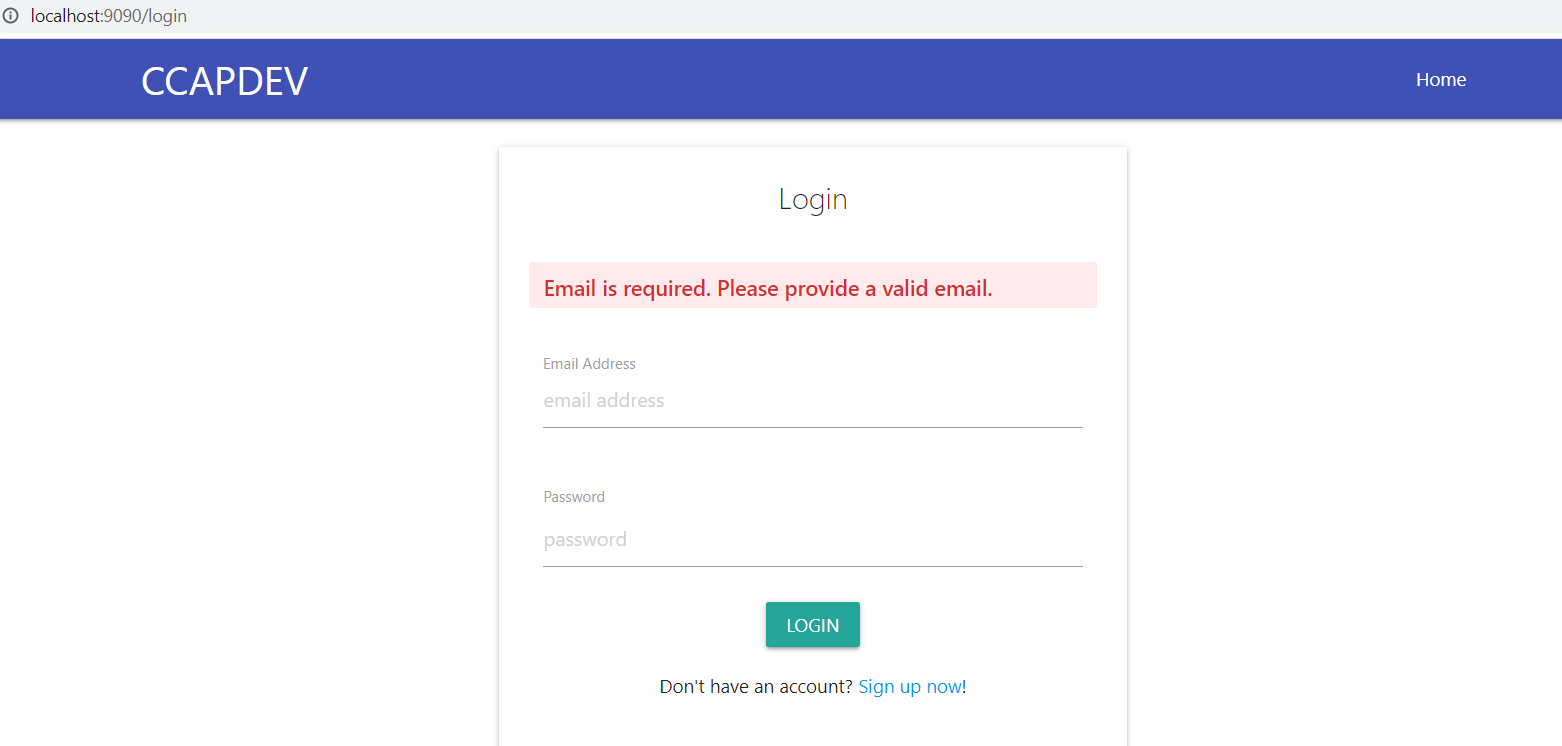 localhost:9090/login
CCAPDEV
Home
Login
Email is required. Please provide a valid email.
Email Address
email address
Password
password
LOGIN
Don't have an account? Sign up now!